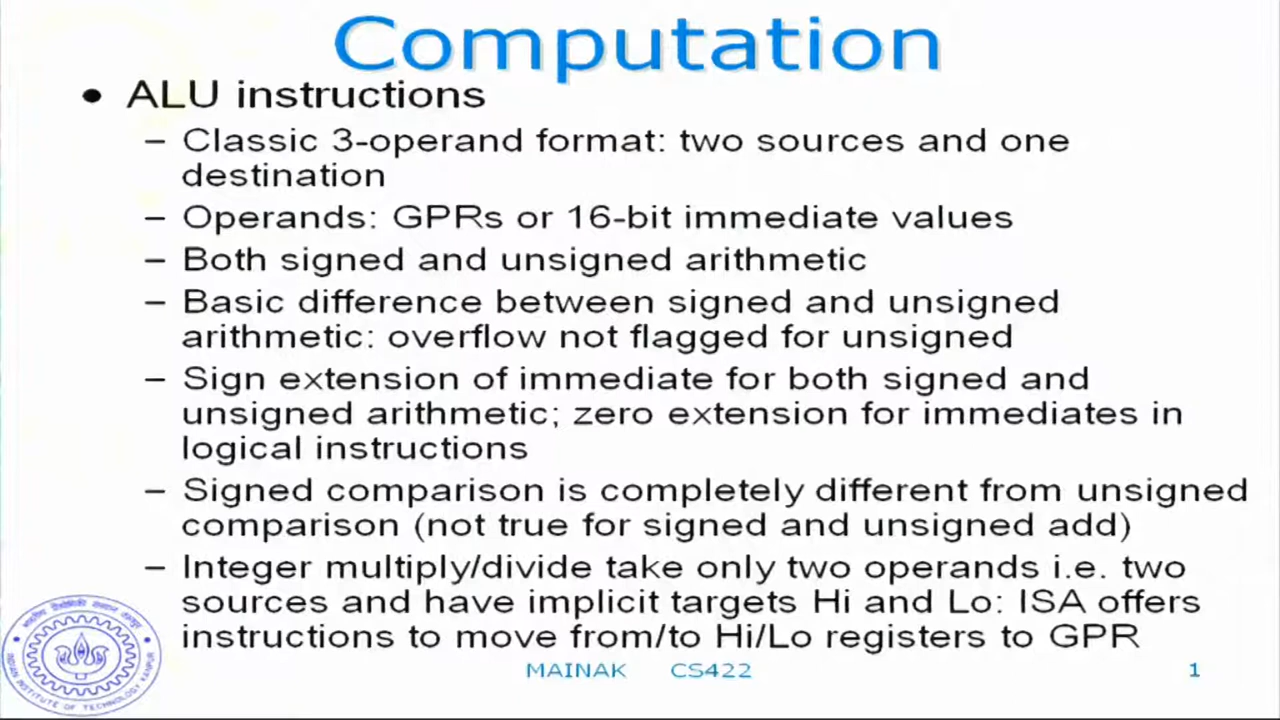 Computation
• ALU instructions
– Classic 3-operand format: two sources and one
destination
– Operands: GPRs or 16-bit immediate values
– Both signed and unsigned arithmetic
– Basic difference between signed and unsigned
arithmetic: overflow not flagged for unsigned
– Sign extension of immediate for both signed and
unsigned arithmetic; zero extension for immediates in
logical instructions
– Signed comparison is completely different from unsigned
comparison (not true for signed and unsigned add)
– Integer multiply/divide take only two operands i.e. two
sources and have implicit targets Hi and Lo: ISA offers
instructions to move from/to Hi/Lo registers to GPR
INDIAN INSTITUTE OF TECHNOLOGY KANPUR
MAINAK CS422 1